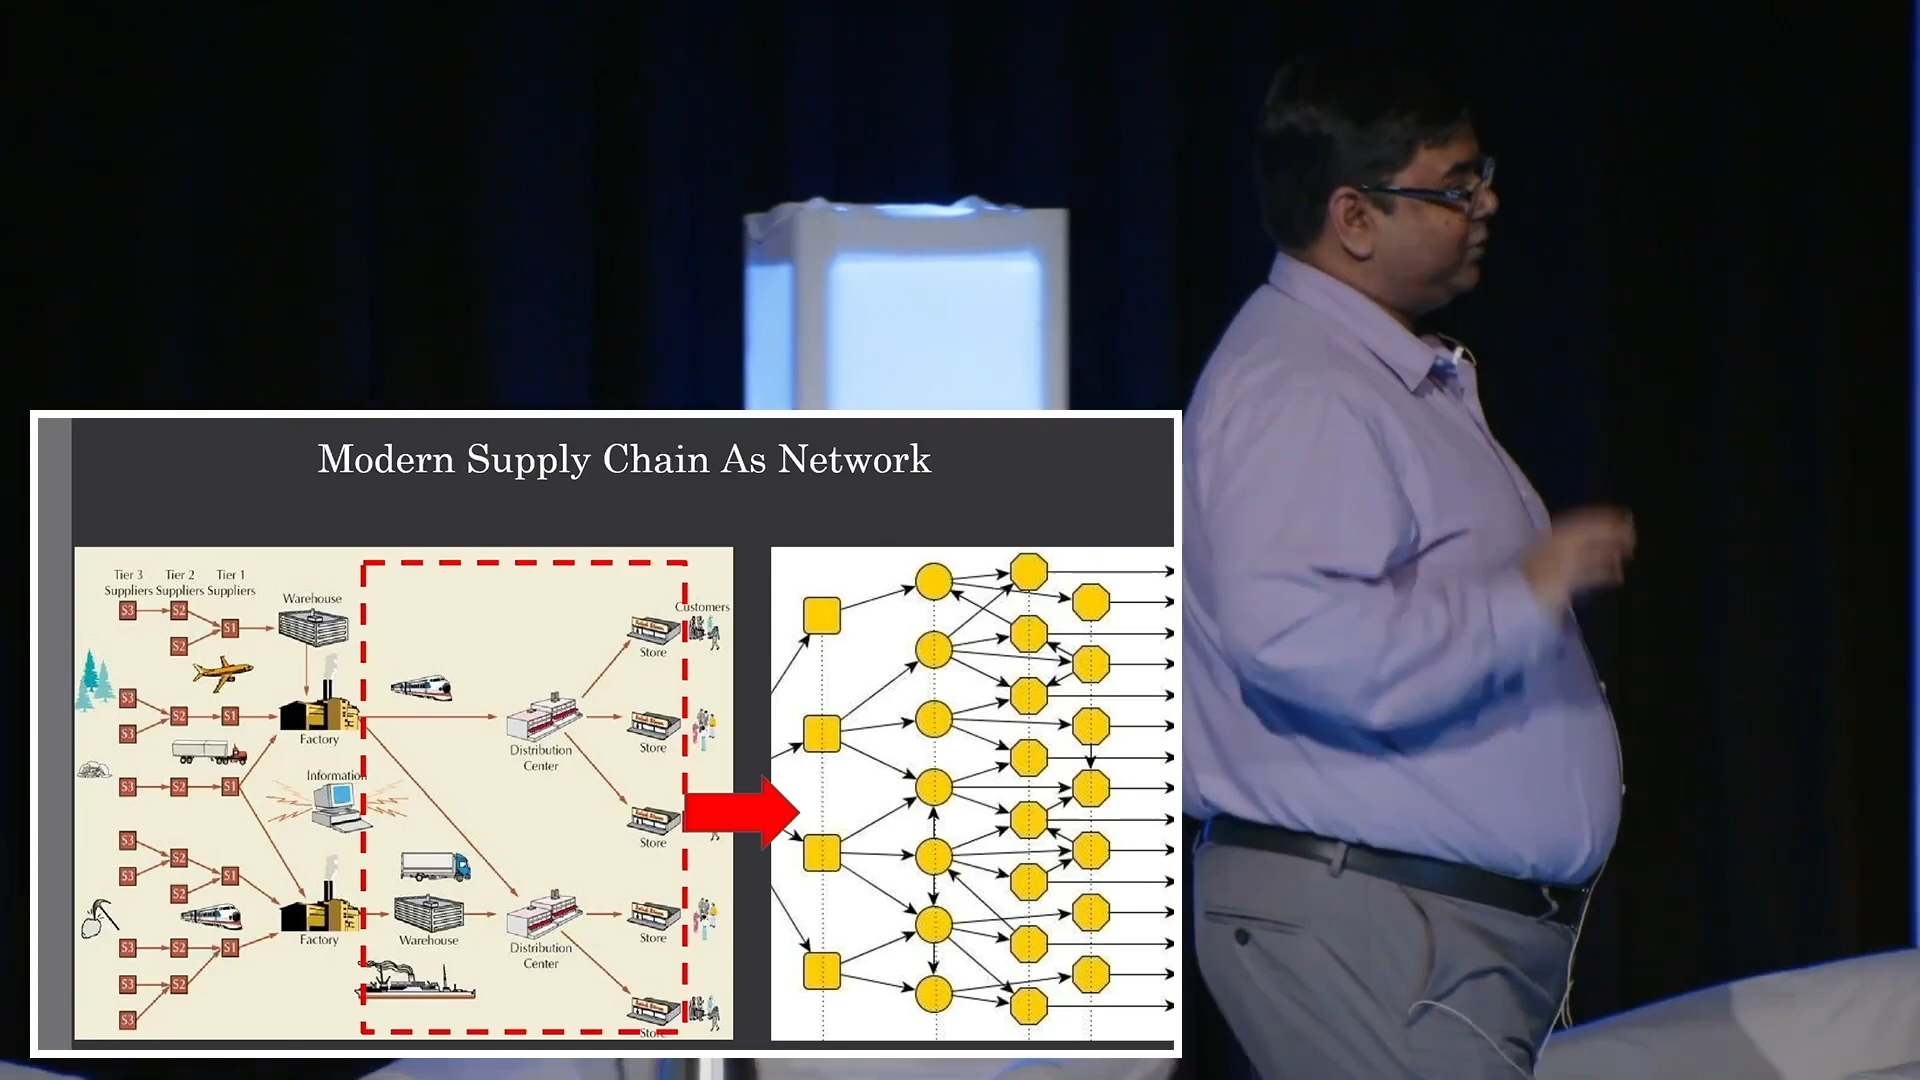 Modern Supply Chain As Network
Tier 3 Tier 2 Tier 1
Suppliers Suppliers Suppliers
Warehouse
Customers
S3 S2
S1
S2
Store
S3
S2 S1
S3
Factory
Store
Distribution
Center
Information
S3 S2 S1
S3
Store
S2
S3 S1
S2
Factory
Warehouse
Store
S3 S2 S1
Distribution
Center
S3 S2
S3
Store